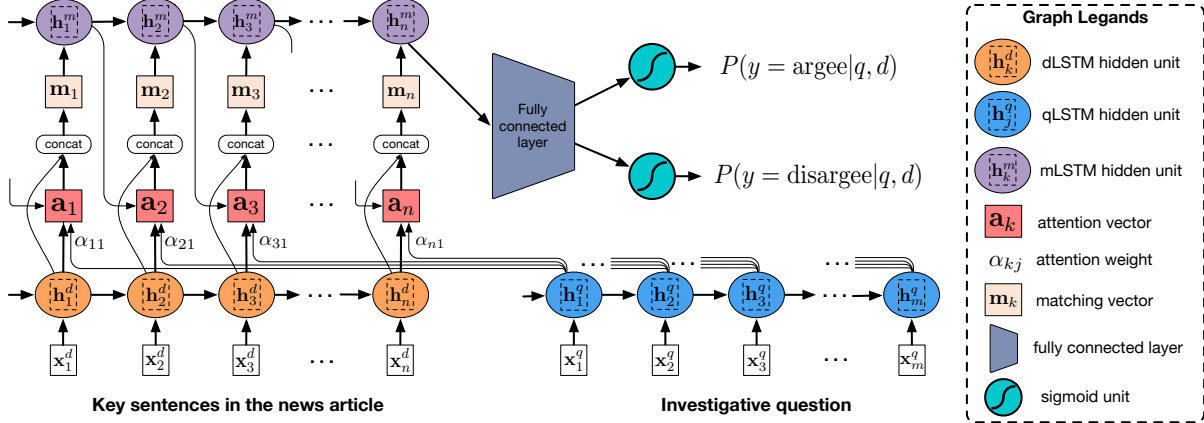 h_1^m h_2^m h_3^m ··· h_n^m
m_1 m_2 m_3 ··· m_n
concat concat concat ··· concat
a_1 a_2 a_3 ··· a_n
α_11 α_21 α_31 α_n1
h_1^d h_2^d h_3^d ··· h_n^d
x_1^d x_2^d x_3^d ··· x_n^d
Key sentences in the news article
Fully
connected
layer
P(y = argee|q, d)
P(y = disargee|q, d)
··· ··· ···
h_1^q h_2^q h_3^q ··· h_m^q
x_1^q x_2^q x_3^q ··· x_m^q
Investigative question
Graph Legands
h_k^d dLSTM hidden unit
h_j^q qLSTM hidden unit
h_k^m mLSTM hidden unit
a_k attention vector
α_kj attention weight
m_k matching vector
fully connected layer
sigmoid unit